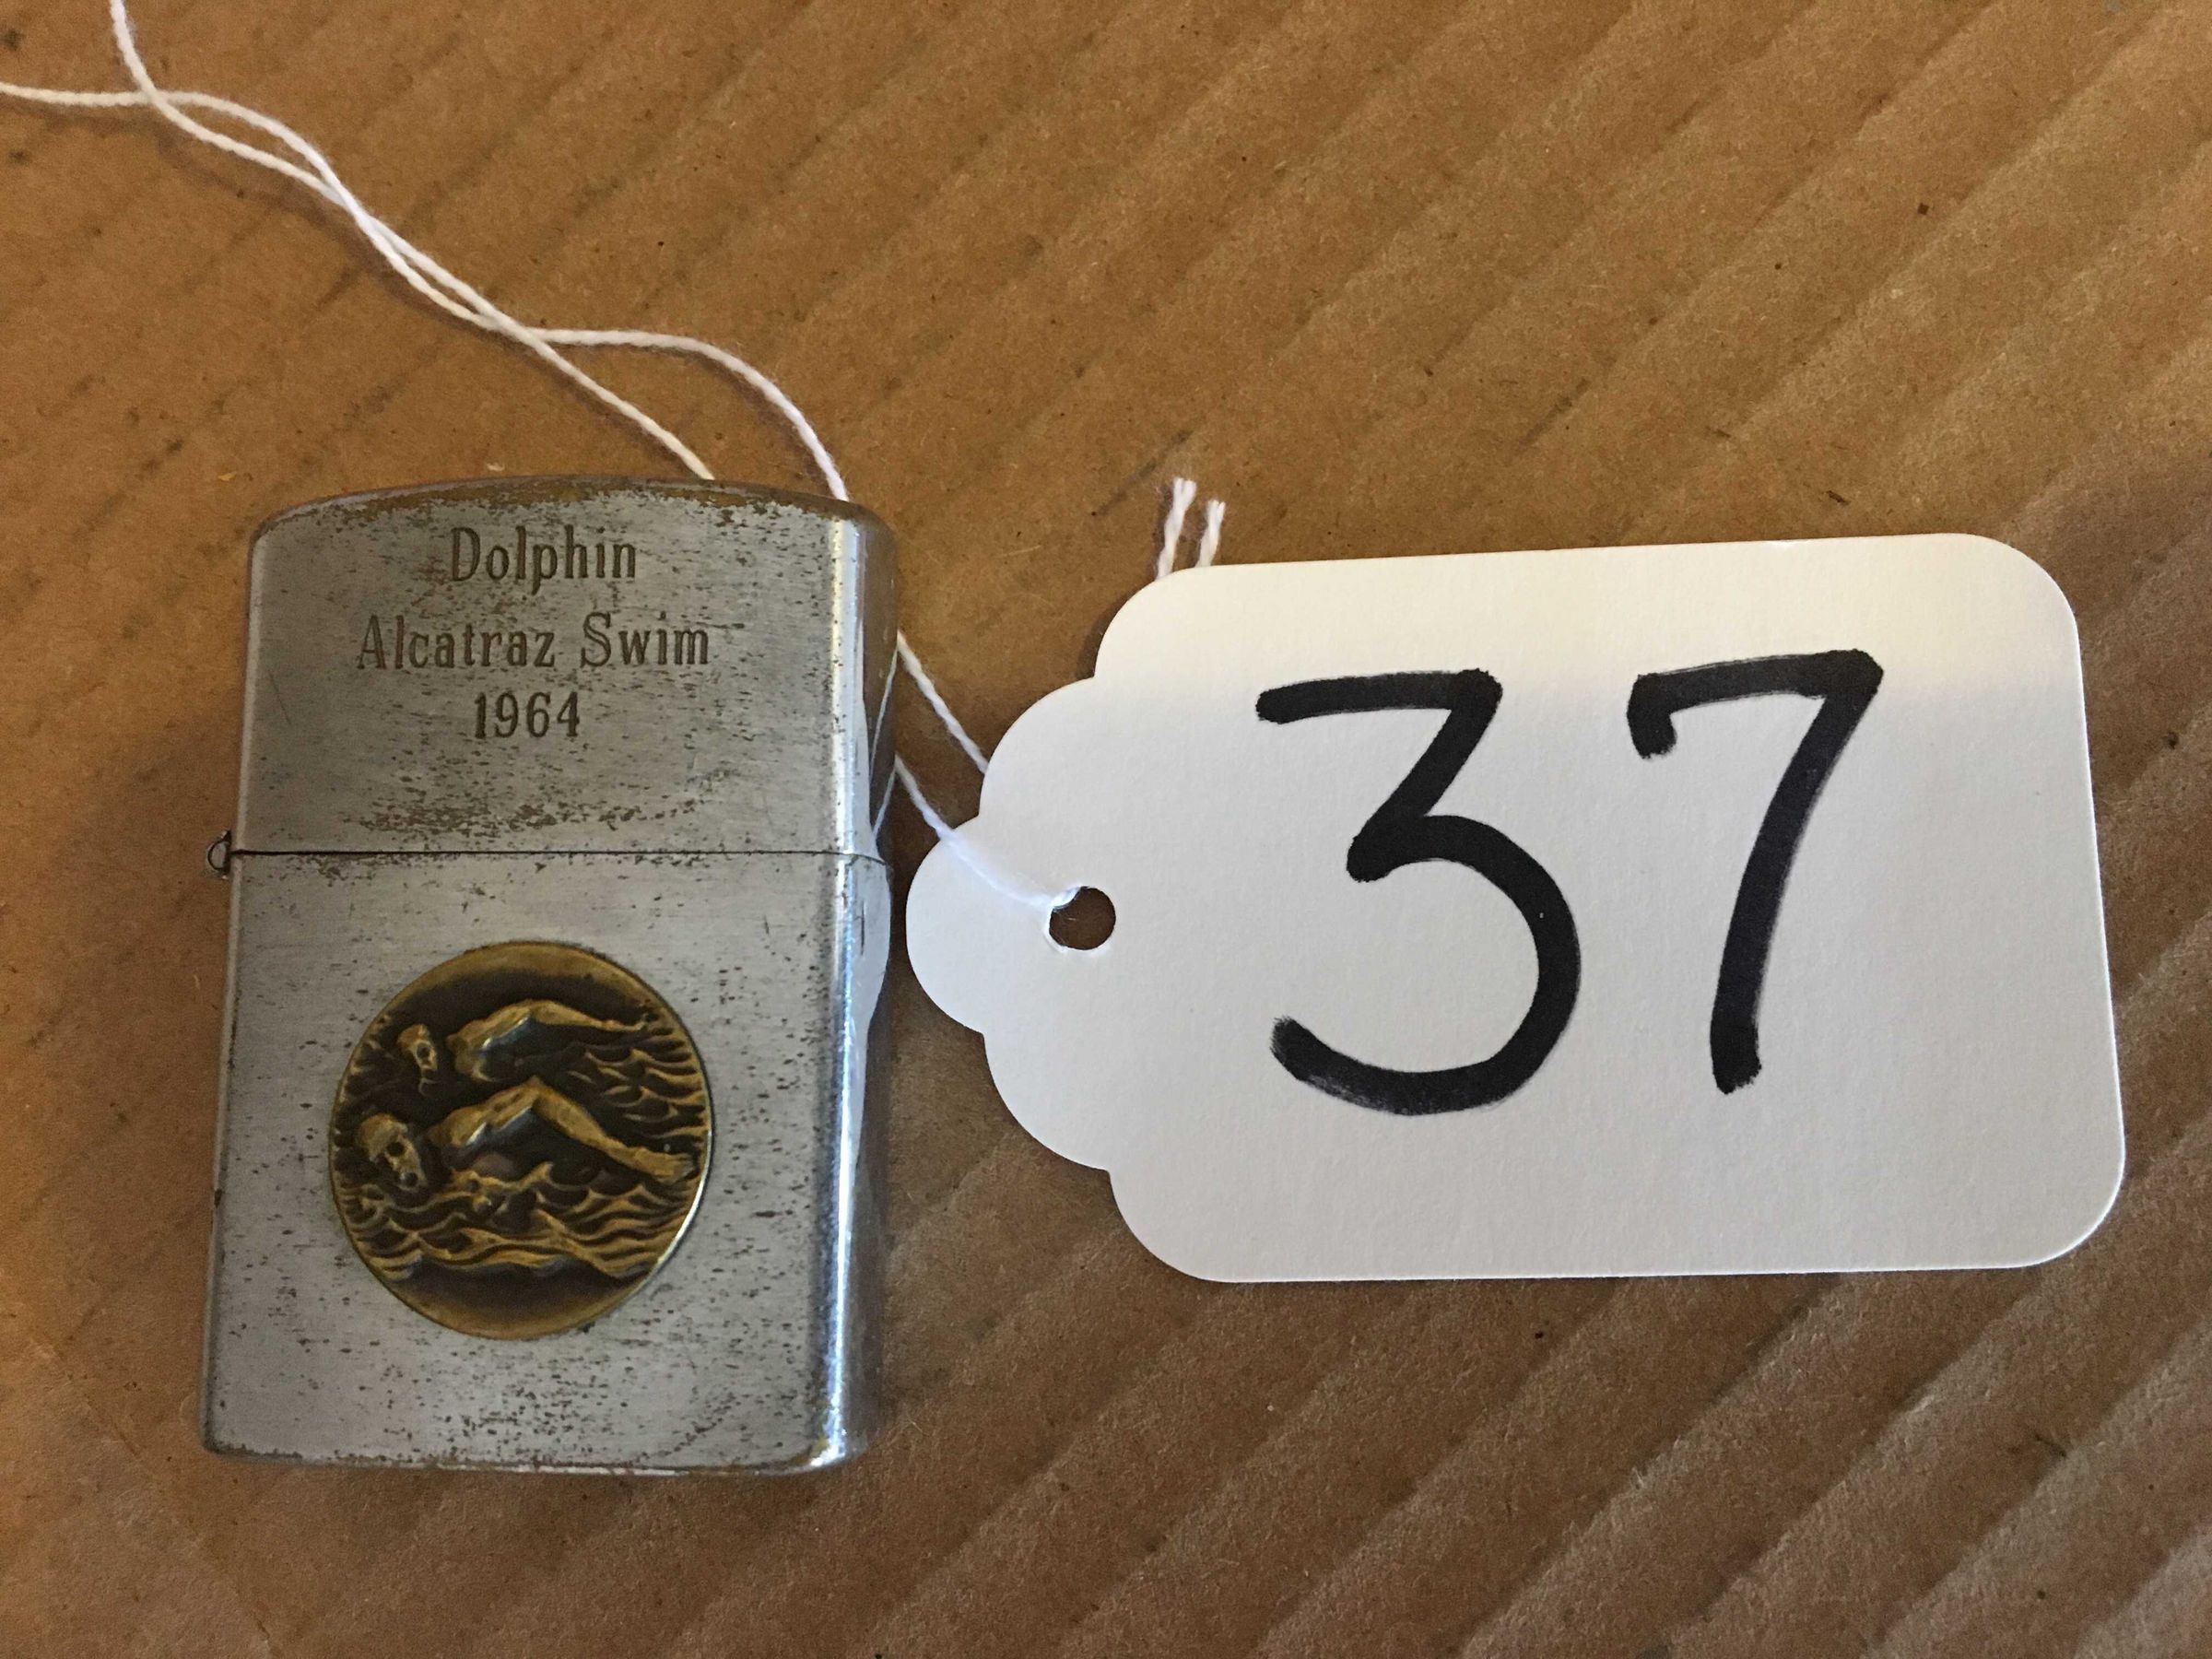 Dolphin
Alcatraz Swim
1964
37